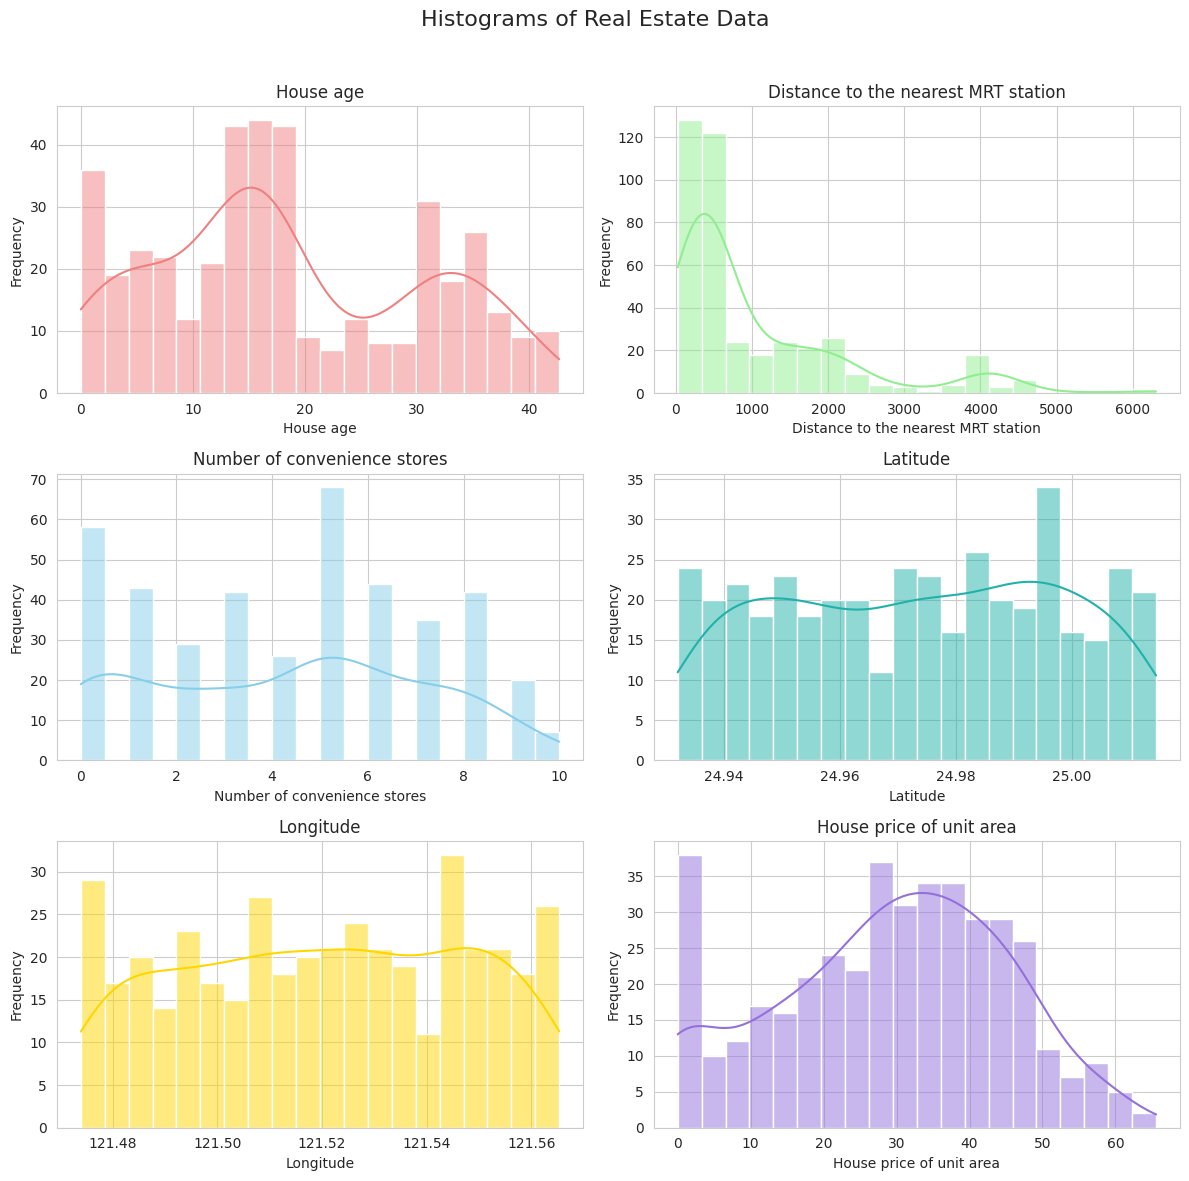 Histograms of Real Estate Data
House age
Frequency
40
30
20
10
0
0 10 20 30 40
House age
Distance to the nearest MRT station
Frequency
120
100
80
60
40
20
0
0 1000 2000 3000 4000 5000 6000
Distance to the nearest MRT station
Number of convenience stores
Frequency
70
60
50
40
30
20
10
0
0 2 4 6 8 10
Number of convenience stores
Latitude
Frequency
35
30
25
20
15
10
5
0
24.94 24.96 24.98 25.00
Latitude
Longitude
Frequency
30
25
20
15
10
5
0
121.48 121.50 121.52 121.54 121.56
Longitude
House price of unit area
Frequency
35
30
25
20
15
10
5
0
0 10 20 30 40 50 60
House price of unit area